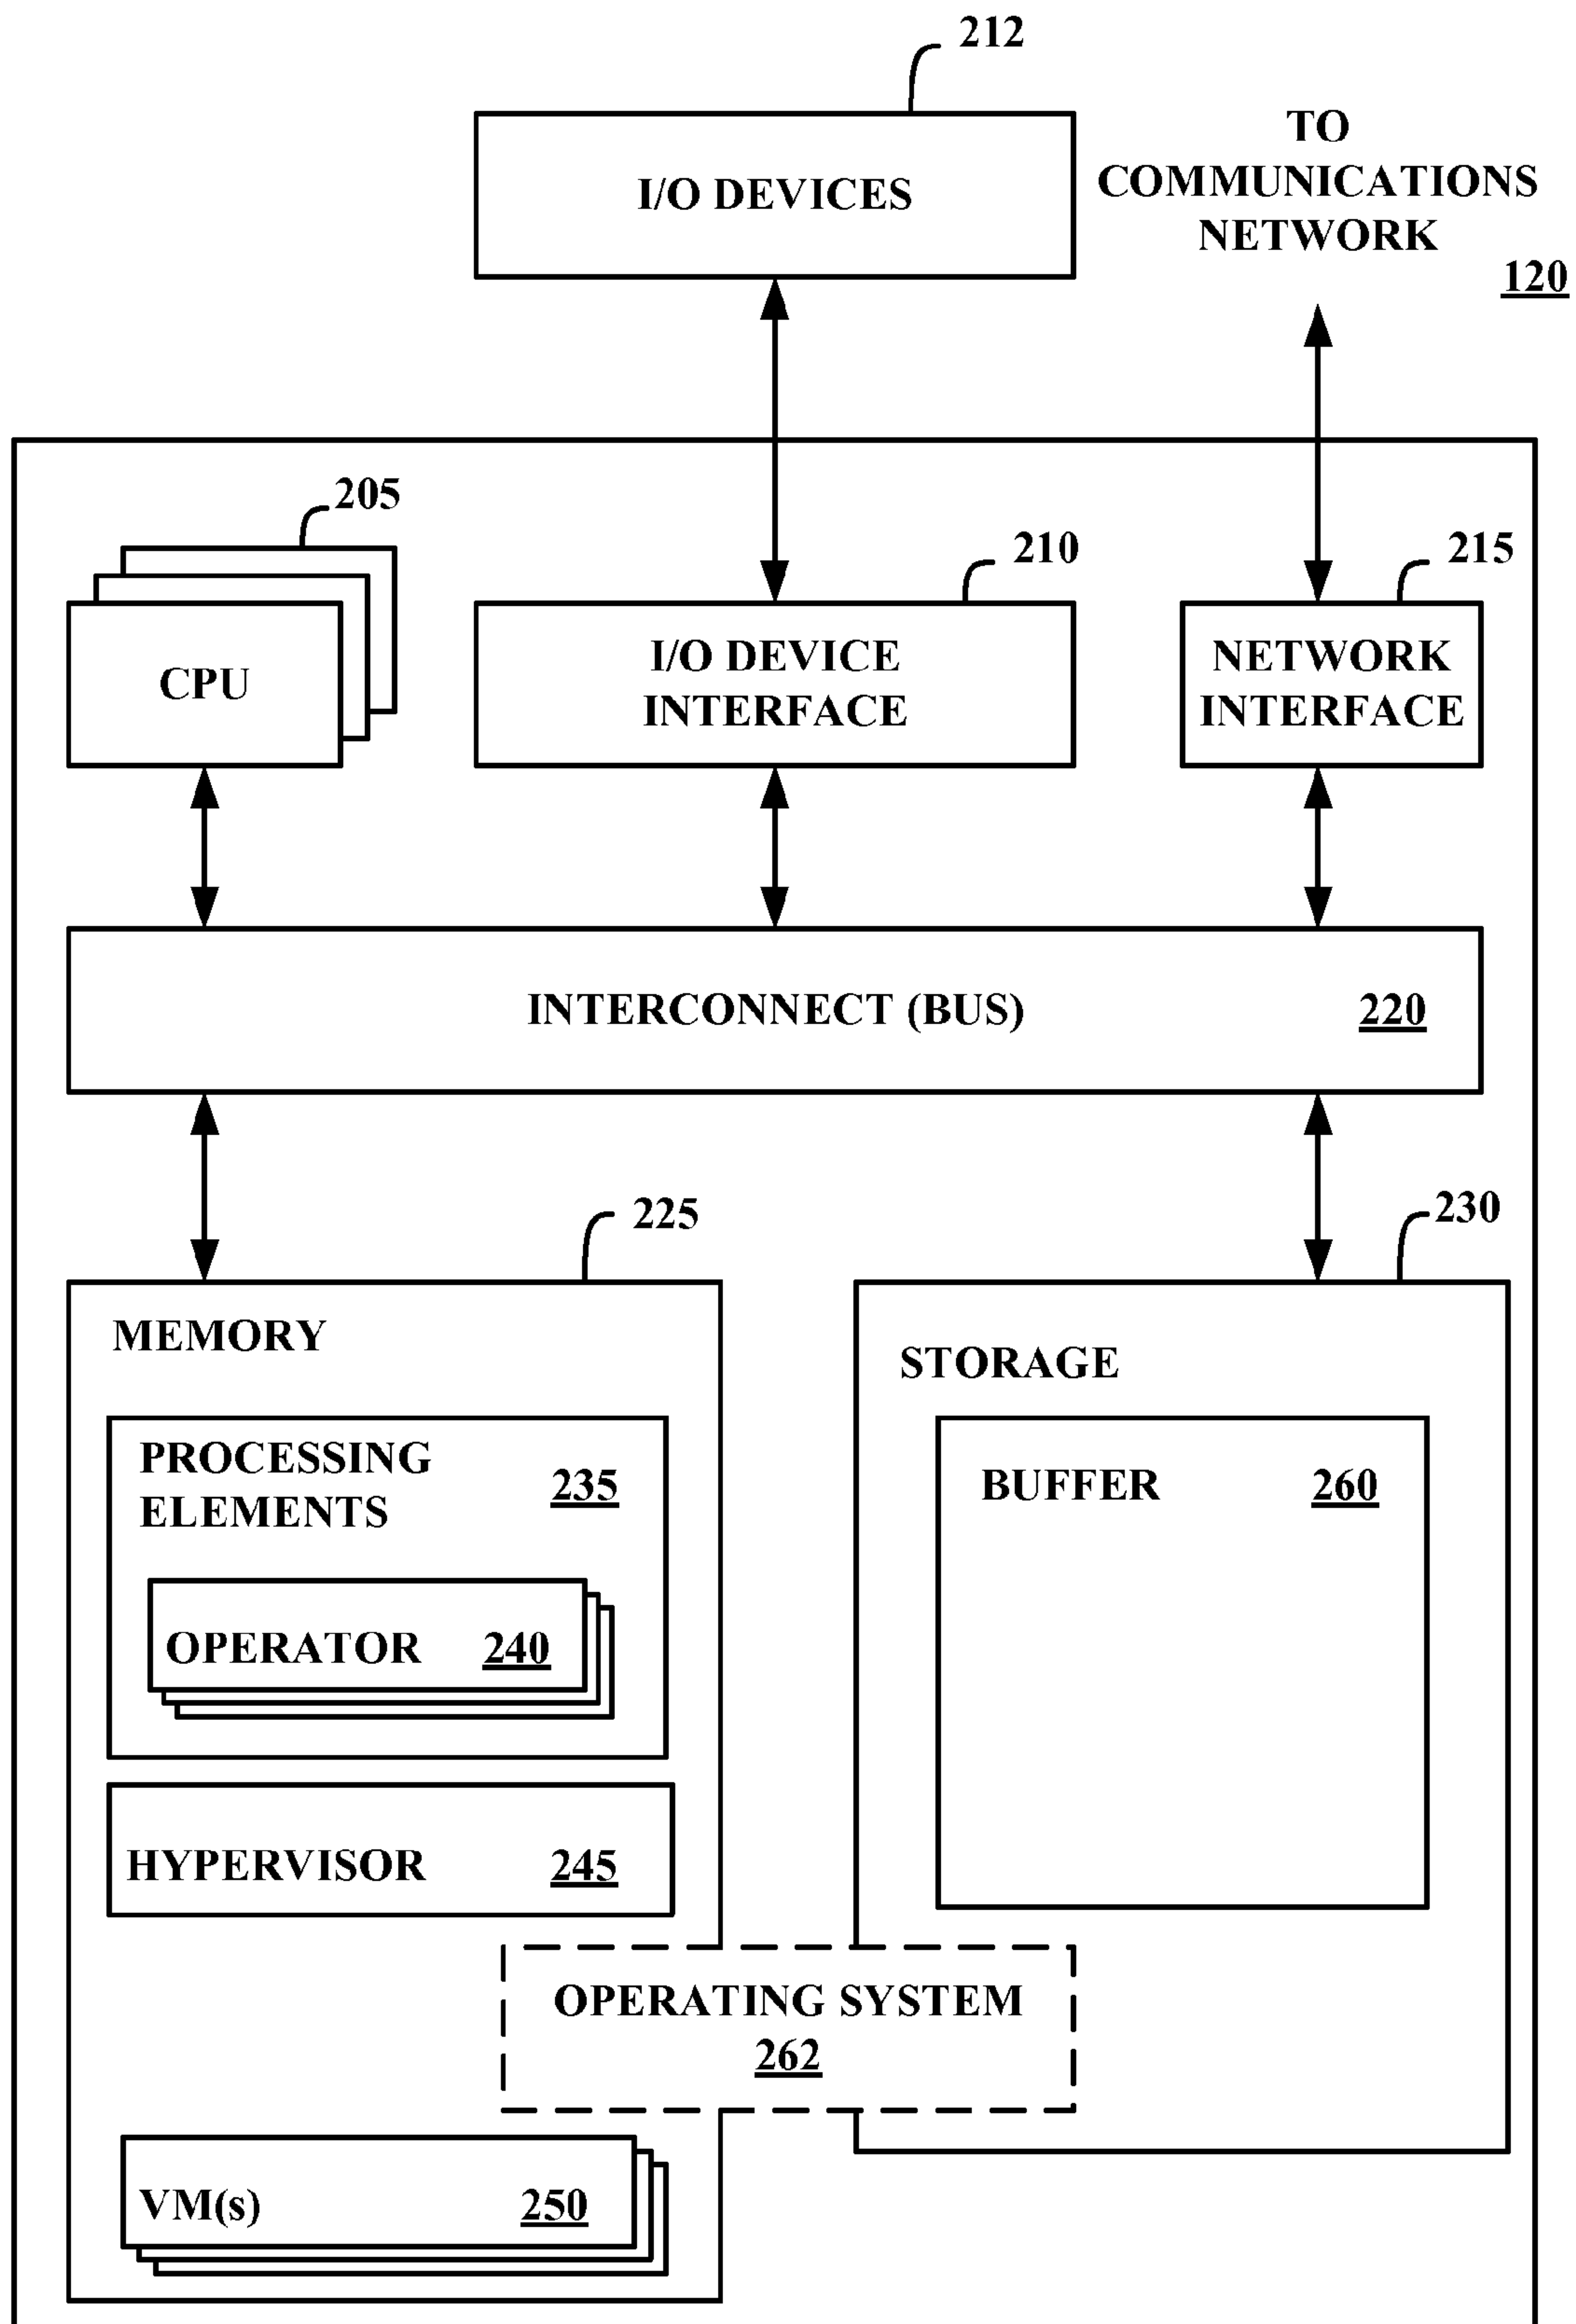 212
I/O DEVICES
TO
COMMUNICATIONS
NETWORK
120
205
CPU
210
I/O DEVICE
INTERFACE
215
NETWORK
INTERFACE
INTERCONNECT (BUS) 220
225
230
MEMORY
PROCESSING
ELEMENTS 235
OPERATOR 240
HYPERVISOR 245
STORAGE
BUFFER 260
OPERATING SYSTEM
262
VM(s) 250